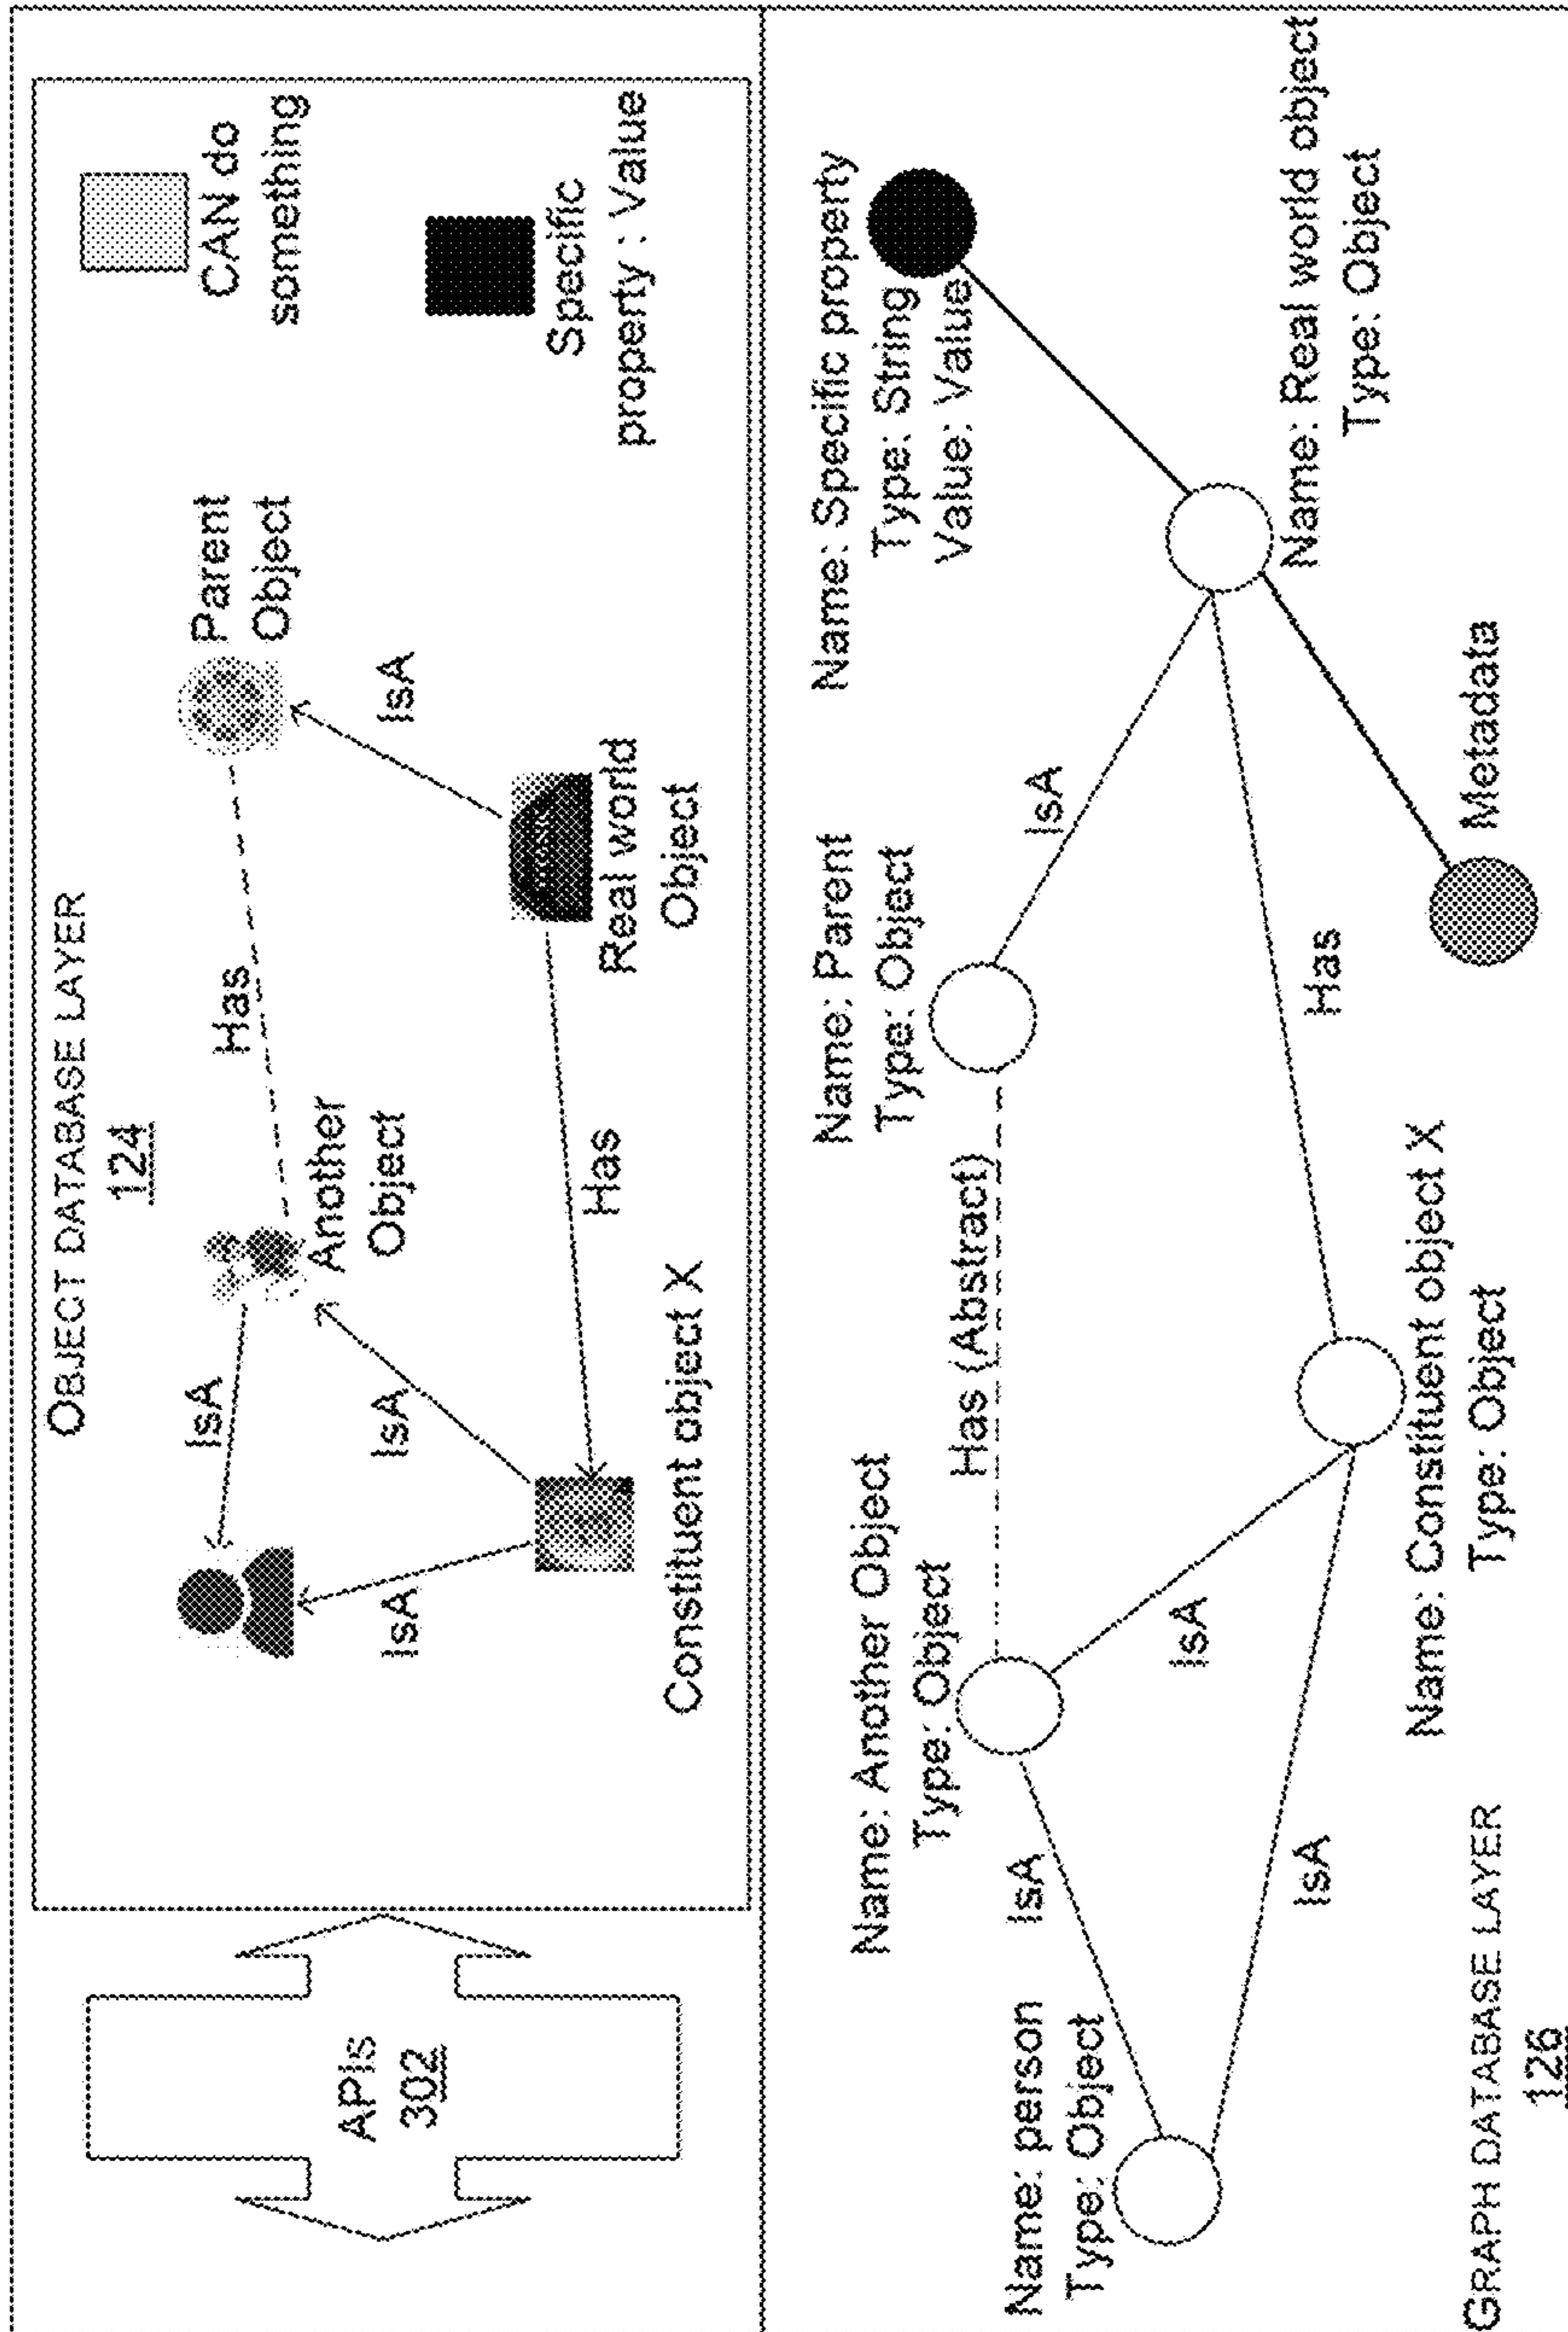 APIs
302
OBJECT DATABASE LAYER
124
IsA
IsA
IsA
Another
Object
Has
Parent
Object
IsA
Has
Real world
Object
Constituent object X
CAN do
something
Specific
property : Value
Name: person
Type: Object
Name: Another Object
Type: Object
IsA
IsA
IsA
Has (Abstract)
Name: Parent
Type: Object
IsA
Has
Name: Specific property
Type: String
Value: Value
Name: Real world object
Type: Object
Metadata
Name: Constituent object X
Type: Object
GRAPH DATABASE LAYER
126